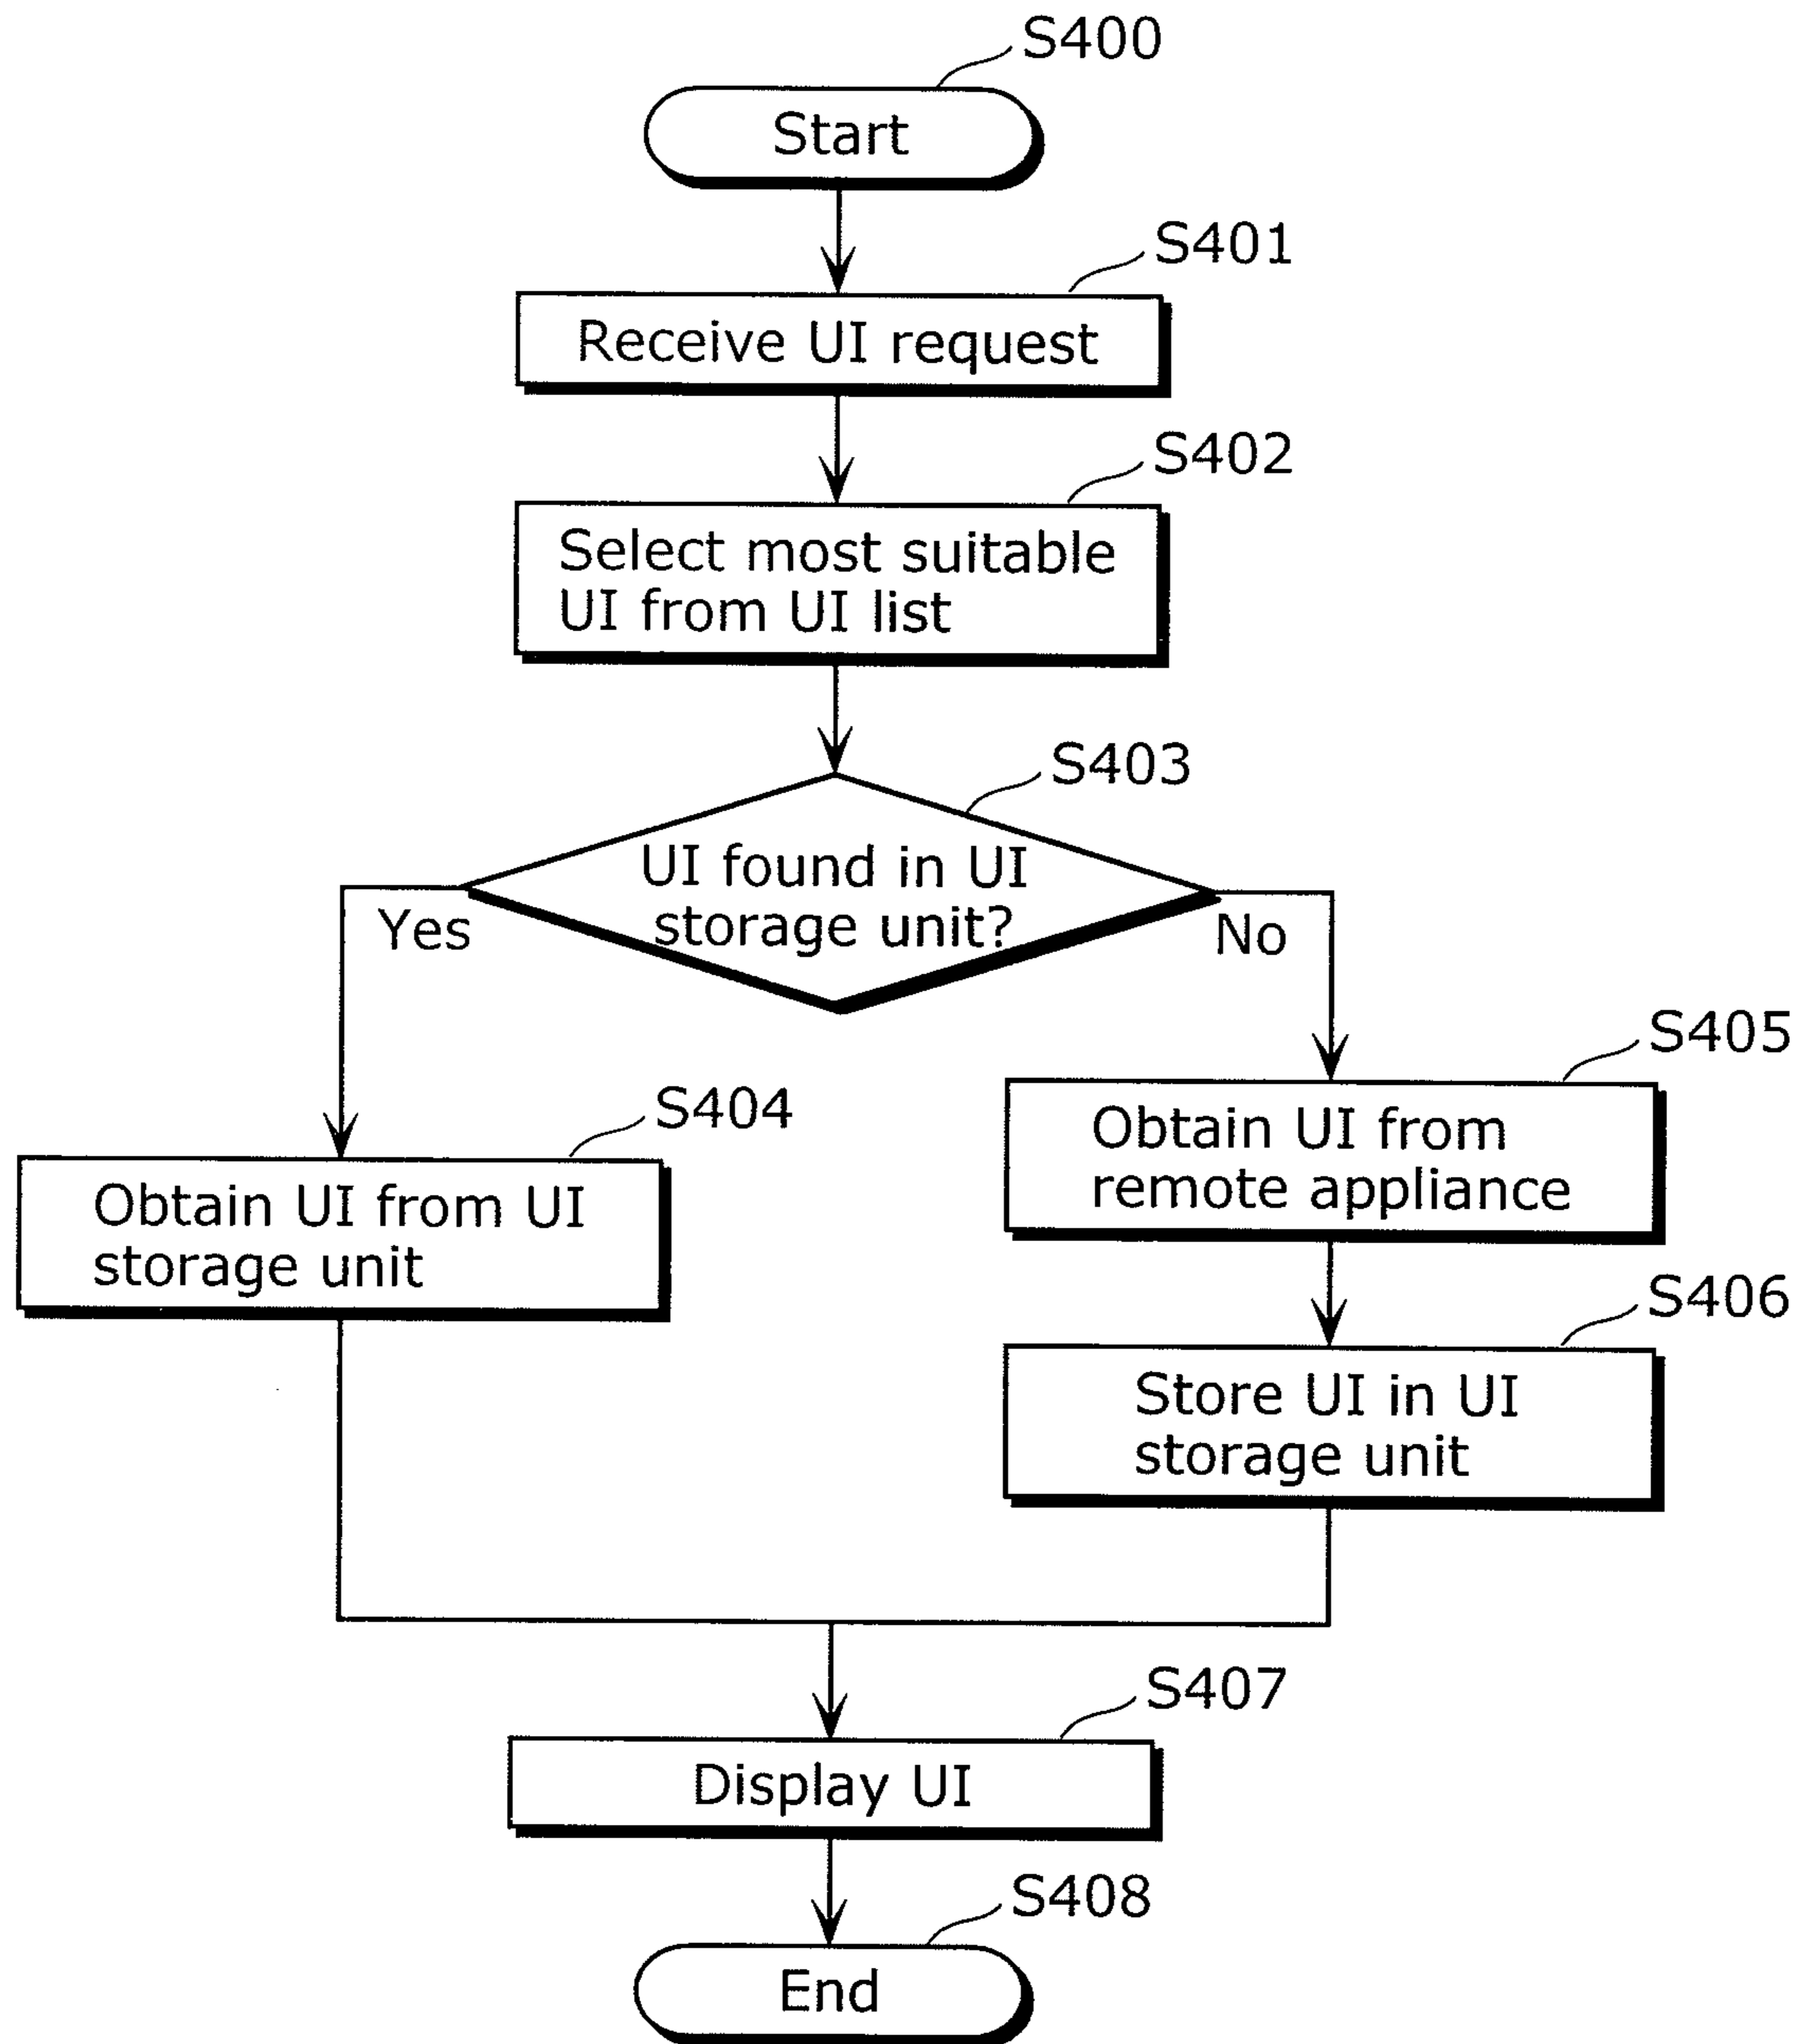 S400
Start
S401
Receive UI request
S402
Select most suitable
UI from UI list
S403
UI found in UI
storage unit?
Yes
No
S404
Obtain UI from UI
storage unit
S405
Obtain UI from
remote appliance
S406
Store UI in UI
storage unit
S407
Display UI
S408
End